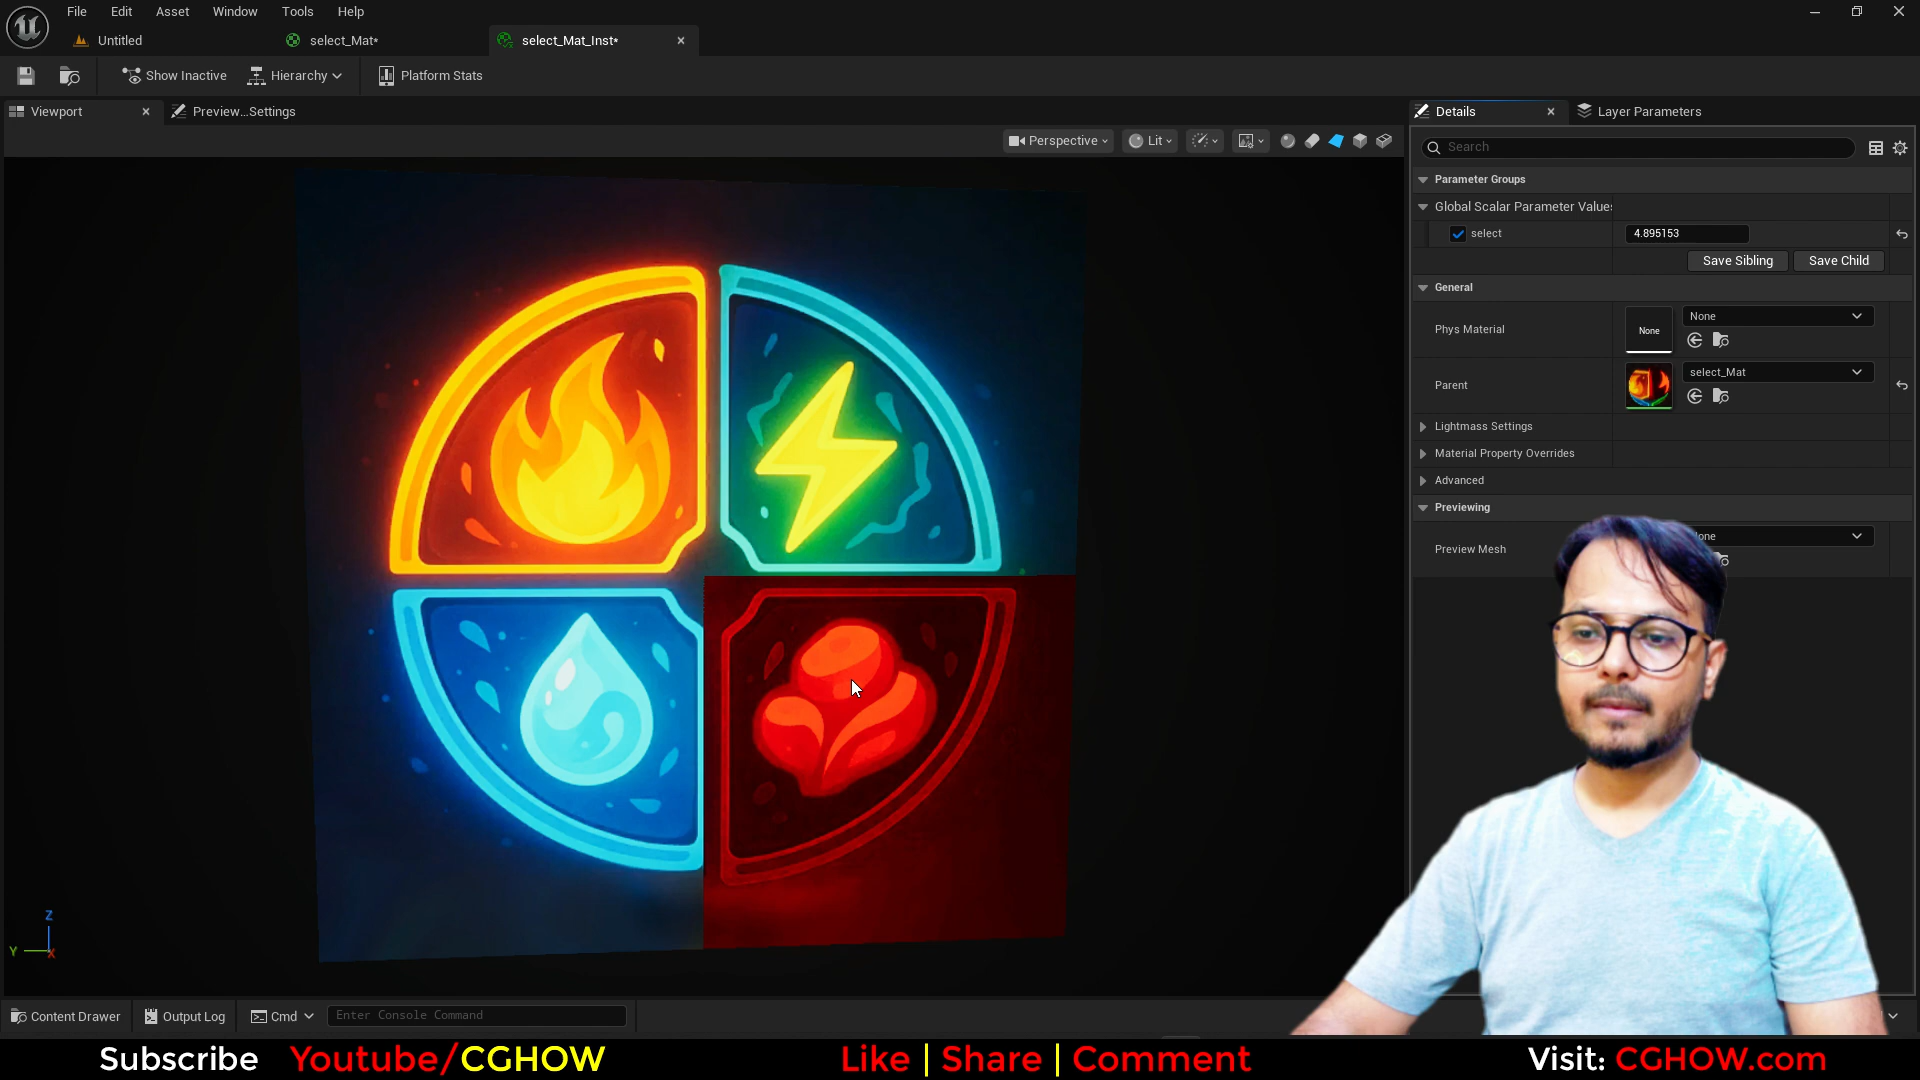 File Edit Asset Window Tools Help
Untitled select_Mat* select_Mat_Inst*
Show Inactive Hierarchy Platform Stats
Viewport Preview...Settings Details Layer Parameters
Perspective Lit
Search
Parameter Groups
Global Scalar Parameter Values
select 4.895153
Save Sibling Save Child
General
Phys Material None None
Parent select_Mat
Lightmass Settings
Material Property Overrides
Advanced
Previewing
Preview Mesh
Z
Y X
Content Drawer Output Log Cmd Enter Console Command
Subscribe Youtube/CGHOW Like | Share | Comment Visit: CGHOW.com